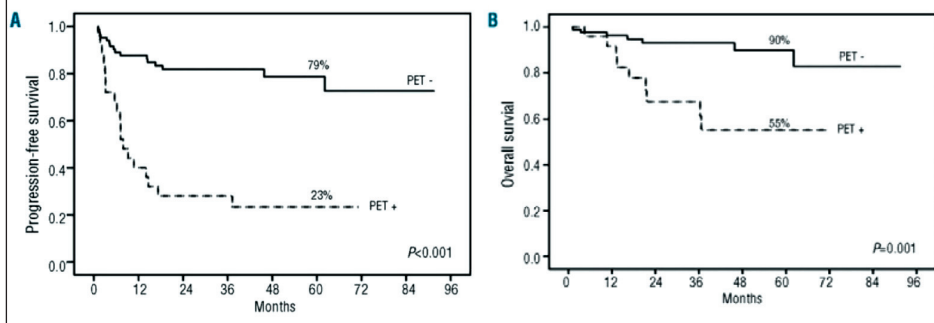 A
Progression-free survival
1.0
0.8
0.6
0.4
0.2
0.0
79%
PET -
23%
PET +
P<0.001
0 12 24 36 48 60 72 84 96
Months
B
Overall survial
1.0
0.8
0.6
0.4
0.2
0.0
90%
PET -
55%
PET +
P=0.001
0 12 24 36 48 60 72 84 96
Months